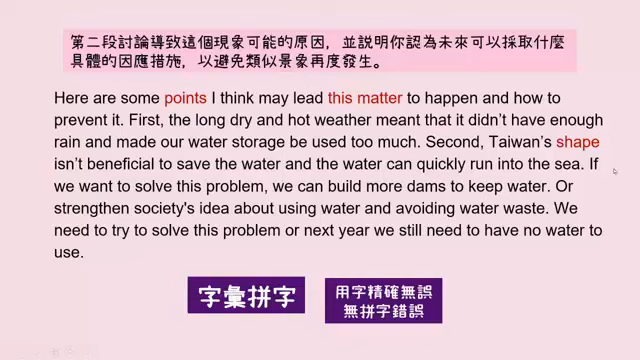 第二段討論導致這個現象可能的原因，並說明你認為未來可以採取什麼
具體的因應措施，以避免類似景象再度發生。
Here are some points I think may lead this matter to happen and how to
prevent it. First, the long dry and hot weather meant that it didn't have enough
rain and made our water storage be used too much. Second, Taiwan's shape
isn't beneficial to save the water and the water can quickly run into the sea. If
we want to solve this problem, we can build more dams to keep water. Or
strengthen society's idea about using water and avoiding water waste. We
need to try to solve this problem or next year we still need to have no water to
use.
字彙拼字
用字精確無誤
無拼字錯誤